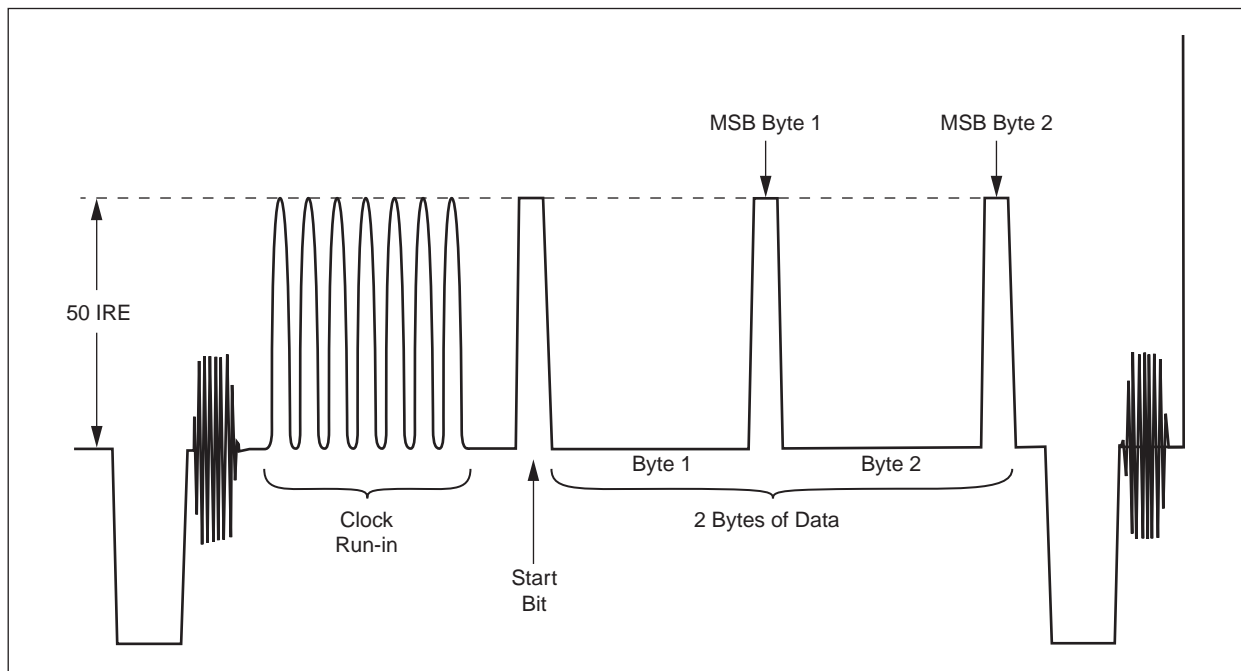 MSB Byte 1
MSB Byte 2
50 IRE
Byte 1
Byte 2
Clock
Run-in
2 Bytes of Data
Start
Bit